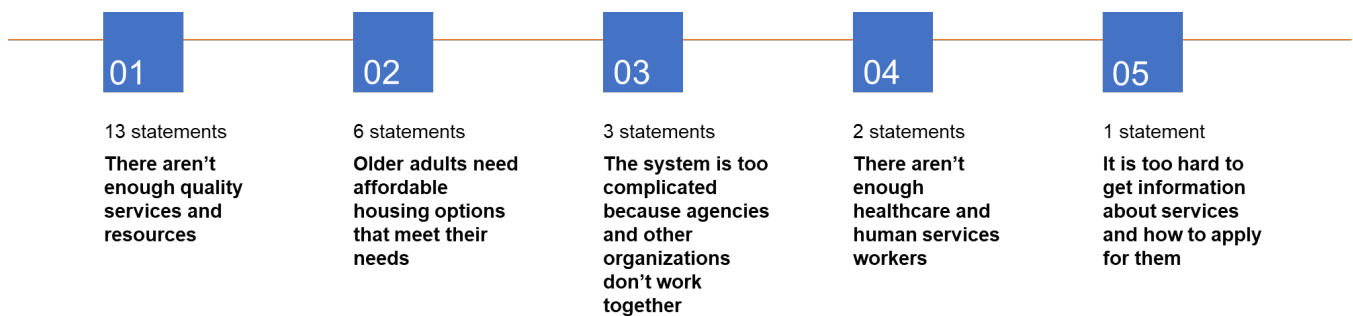 01
13 statements
There aren't
enough quality
services and
resources
02
6 statements
Older adults need
affordable
housing options
that meet their
needs
03
3 statements
The system is too
complicated
because agencies
and other
organizations
don't work
together
04
2 statements
There aren't
enough
healthcare and
human services
workers
05
1 statement
It is too hard to
get information
about services
and how to apply
for them